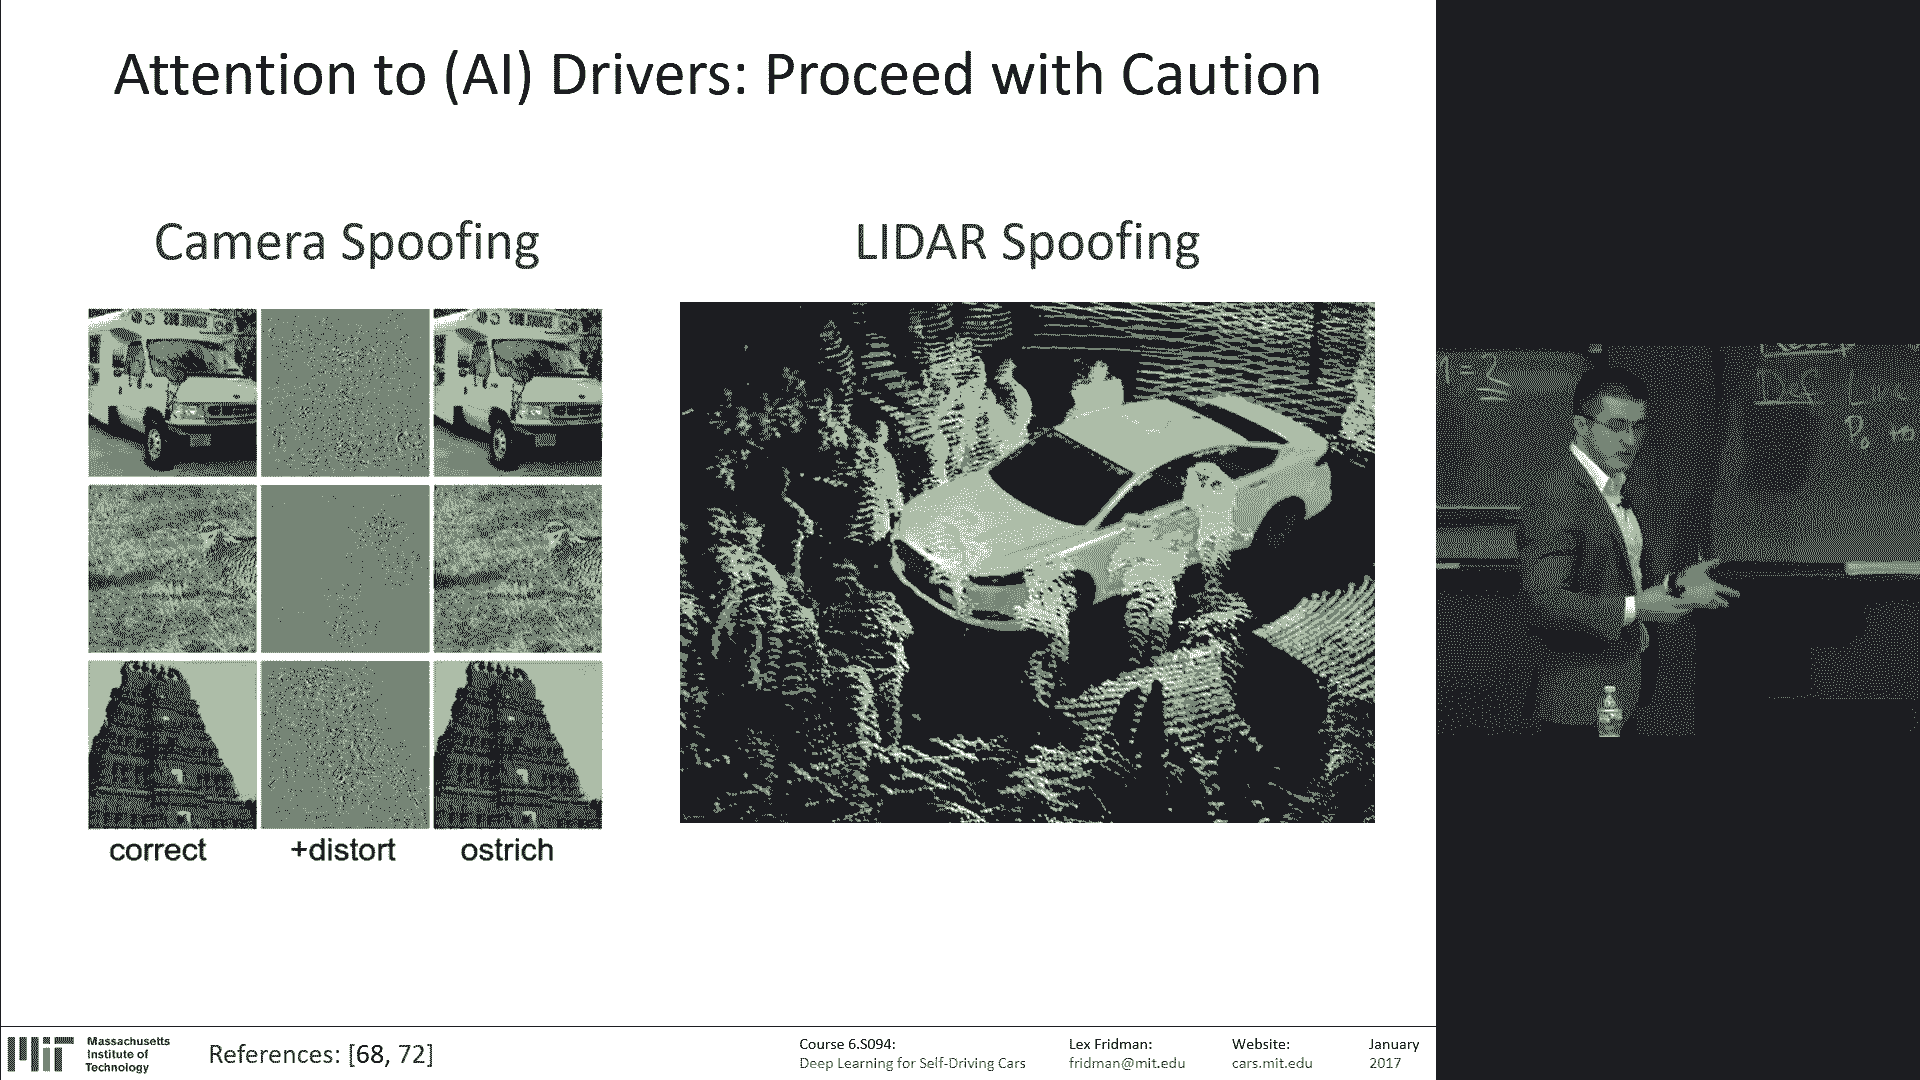 Attention to (AI) Drivers: Proceed with Caution
Camera Spoofing
LIDAR Spoofing
correct
+distort
ostrich
Massachusetts
Institute of
Technology
References: [68, 72]
Course 6.S094:
Deep Learning for Self-Driving Cars
Lex Fridman:
fridman@mit.edu
Website:
cars.mit.edu
January
2017
Def
P₀